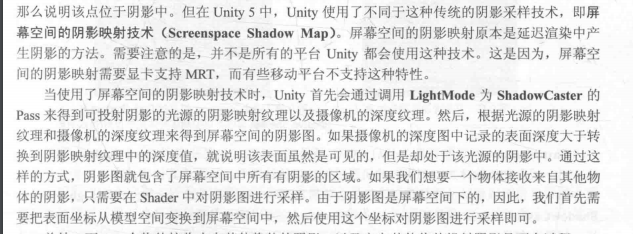 那么说明该点位于阴影中。但在 Unity 5 中，Unity 使用了不同于这种传统的阴影采样技术，即屏
幕空间的阴影映射技术（Screenspace Shadow Map）。屏幕空间的阴影映射原本是延迟渲染中产
生阴影的方法。需要注意的是，并不是所有的平台 Unity 都会使用这种技术。这是因为，屏幕空
间的阴影映射需要显卡支持 MRT，而有些移动平台不支持这种特性。
当使用了屏幕空间的阴影映射技术时，Unity 首先会通过调用 LightMode 为 ShadowCaster 的
Pass 来得到可投射阴影的光源的阴影映射纹理以及摄像机的深度纹理。然后，根据光源的阴影映射
纹理和摄像机的深度纹理来得到屏幕空间的阴影图。如果摄像机的深度图中记录的表面深度大于转
换到阴影映射纹理中的深度值，就说明该表面虽然是可见的，但是却处于该光源的阴影中。通过这
样的方式，阴影图就包含了屏幕空间中所有有阴影的区域。如果我们想要一个物体接收来自其他物
体的阴影，只需要在 Shader 中对阴影图进行采样。由于阴影图是屏幕空间下的，因此，我们首先需
要把表面坐标从模型空间变换到屏幕空间中，然后使用这个坐标对阴影图进行采样即可。